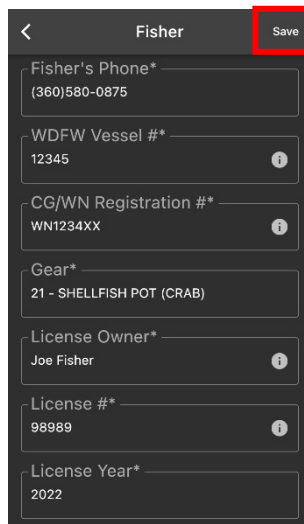 Fisher
Save
Fisher's Phone*
(360)580-0875
WDFW Vessel #*
12345
CG/WN Registration #*
WN1234XX
Gear*
21 - SHELLFISH POT (CRAB)
License Owner*
Joe Fisher
License #*
98989
License Year*
2022